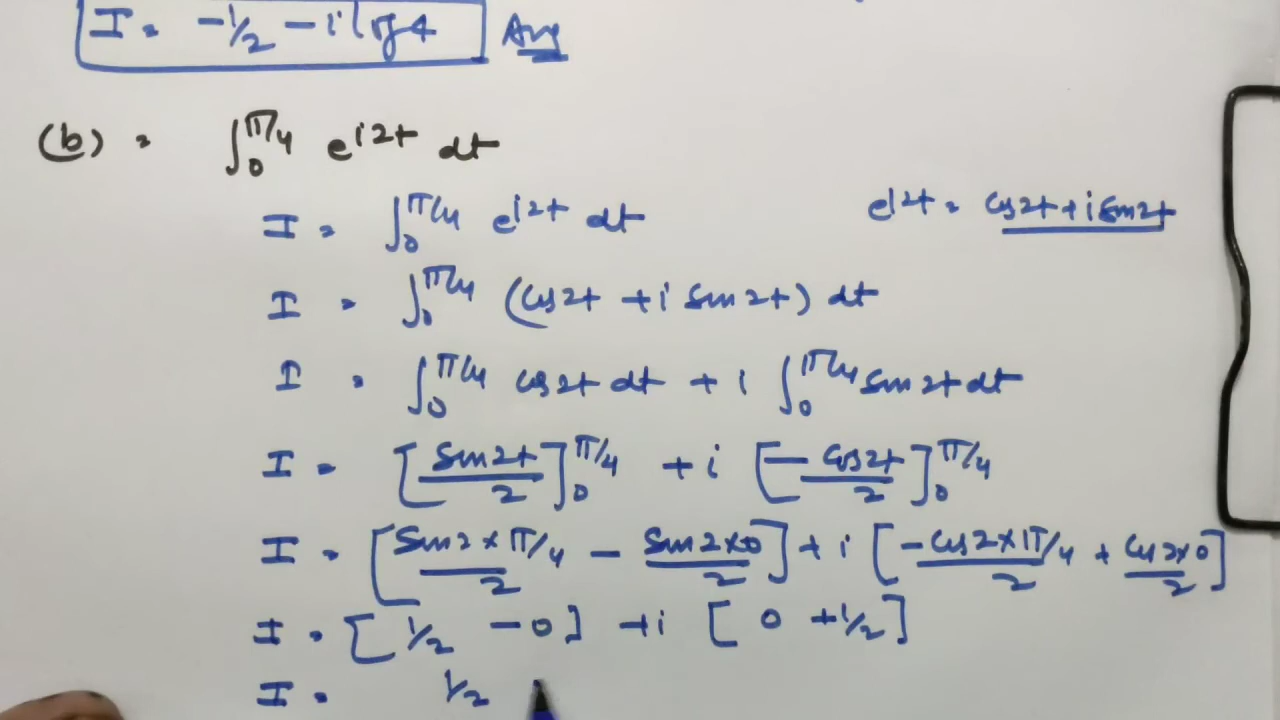 I = -1/2 - i log 4 Ans
(b) = ∫₀^π/4 e^i2t dt
I = ∫₀^π/4 e^i2t dt e^i2t = cos2t + i sin2t
I = ∫₀^π/4 (cos2t + i sin2t) dt
I = ∫₀^π/4 cos2t dt + i ∫₀^π/4 sin2t dt
I = [sin2t/2]₀^π/4 + i [-cos2t/2]₀^π/4
I = [sin2×π/4/2 - sin2×0/2] + i [-cos2×π/4/2 + cos2×0/2]
I = [1/2 - 0] + i [0 + 1/2]
I = 1/2